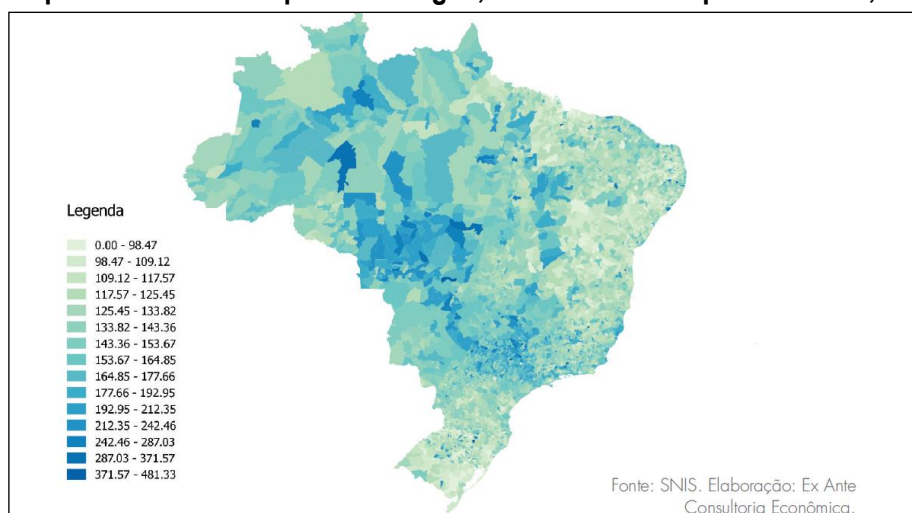 Legenda
0.00 - 98.47
98.47 - 109.12
109.12 - 117.57
117.57 - 125.45
125.45 - 133.82
133.82 - 143.36
143.36 - 153.67
153.67 - 164.85
164.85 - 177.66
177.66 - 192.95
192.95 - 212.35
212.35 - 242.46
242.46 - 287.03
287.03 - 371.57
371.57 - 481.33
Fonte: SNIS. Elaboração: Ex Ante
Consultoria Econômica.